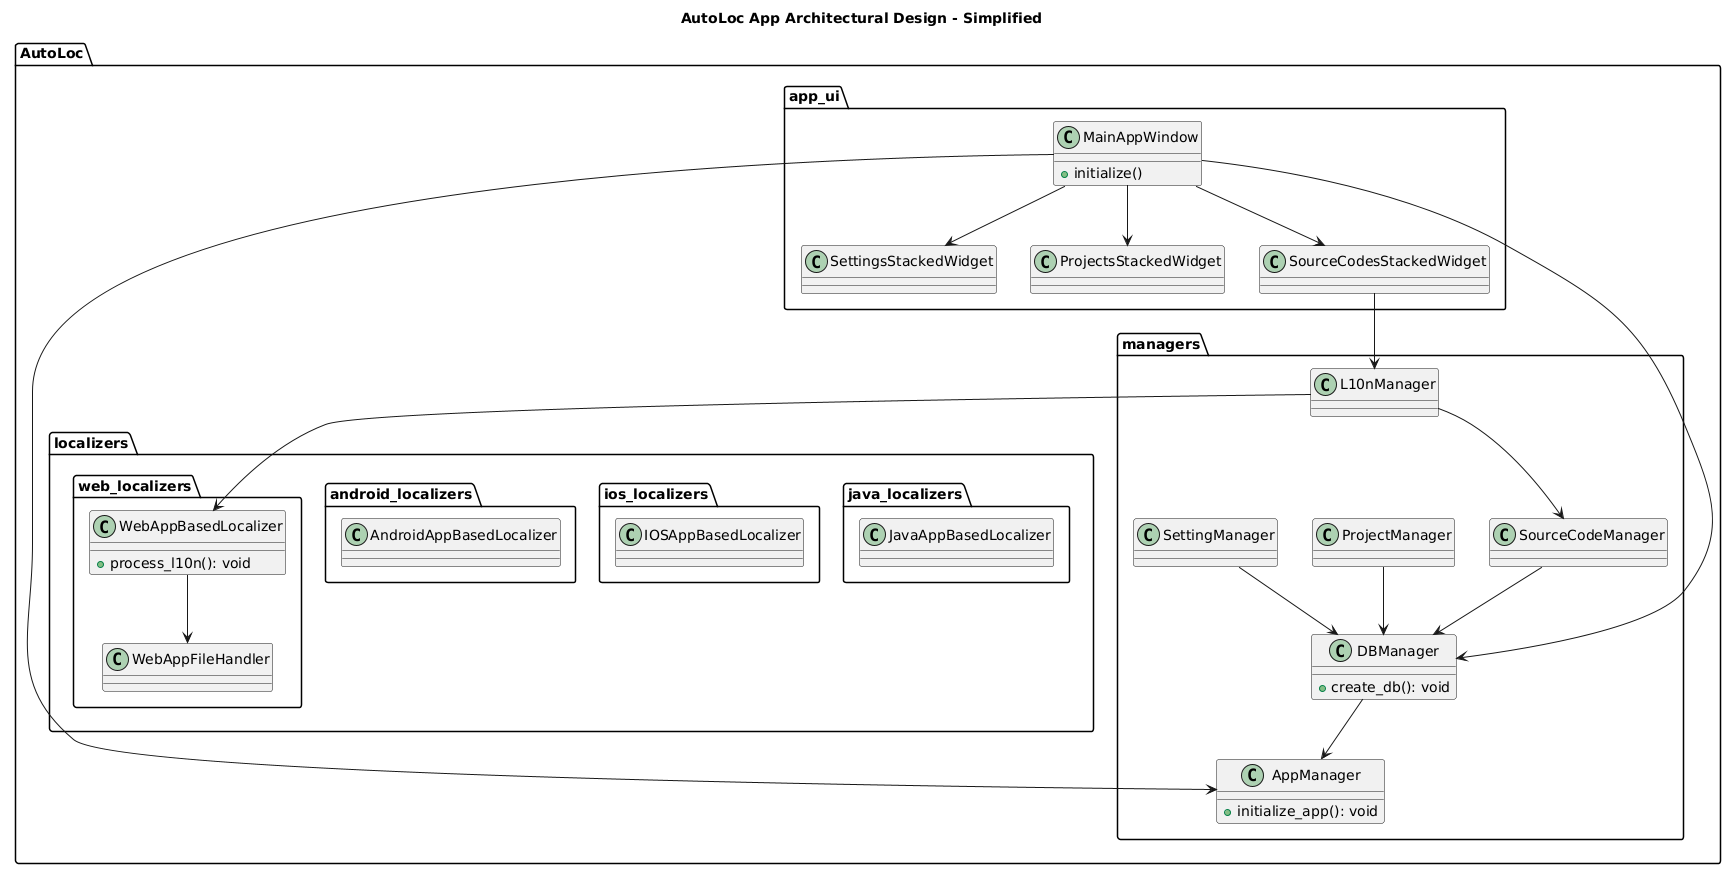 AutoLoc App Architectural Design - Simplified
AutoLoc
app_ui
C MainAppWindow
initialize()
C SettingsStackedWidget
C ProjectsStackedWidget
C SourceCodesStackedWidget
managers
C L10nManager
localizers
web_localizers
C WebAppBasedLocalizer
process_l10n(): void
C WebAppFileHandler
android_localizers
C AndroidAppBasedLocalizer
ios_localizers
C IOSAppBasedLocalizer
java_localizers
C JavaAppBasedLocalizer
C SettingManager
C ProjectManager
C SourceCodeManager
C DBManager
create_db(): void
C AppManager
initialize_app(): void